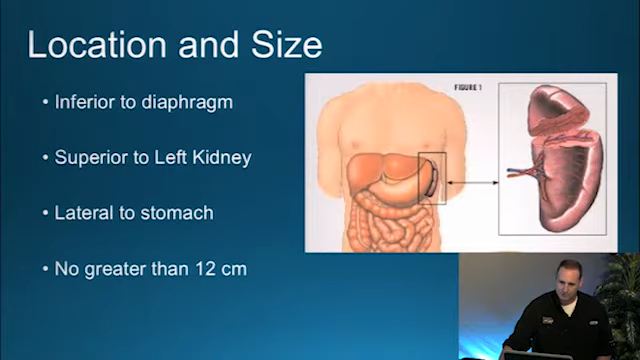 Location and Size
• Inferior to diaphragm
• Superior to Left Kidney
• Lateral to stomach
• No greater than 12 cm
FIGURE 1